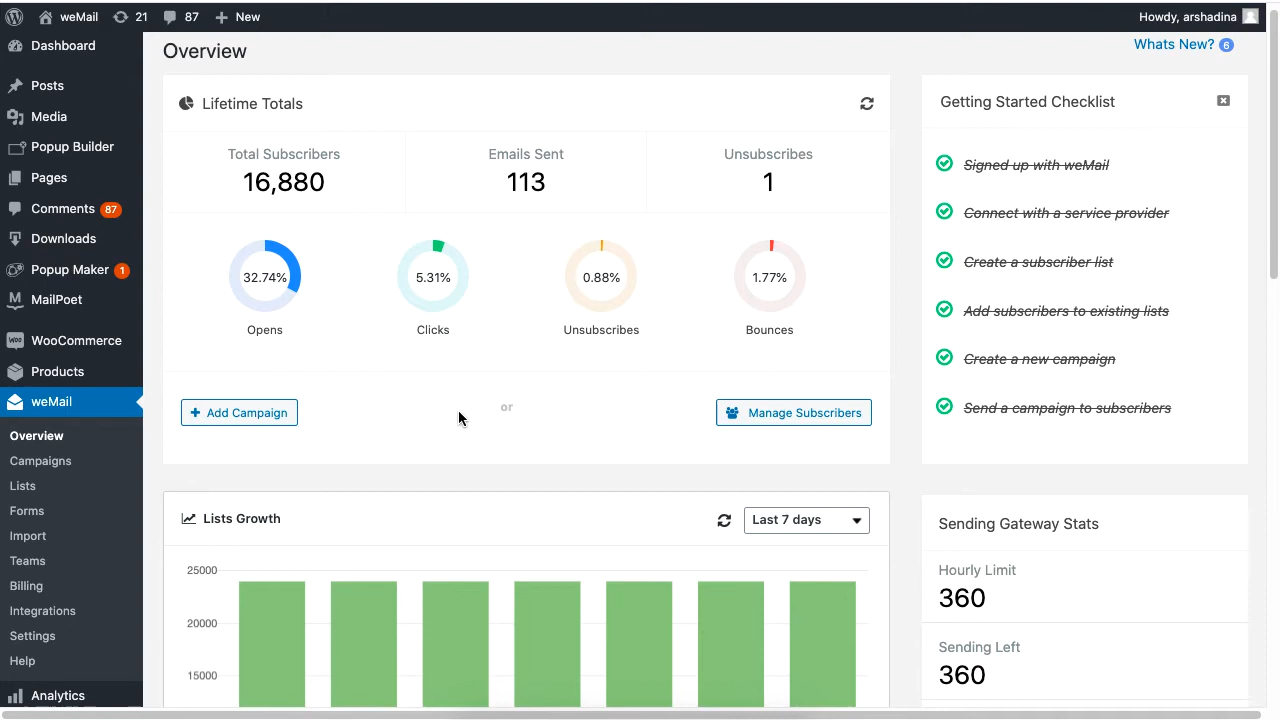 weMail
21
87
New
Howdy, arshadina
Dashboard
Posts
Media
Popup Builder
Pages
Comments 87
Downloads
Popup Maker 1
MailPoet
WooCommerce
Products
weMail
Overview
Campaigns
Lists
Forms
Import
Teams
Billing
Integrations
Settings
Help
Analytics
Overview
Whats New? 6
Lifetime Totals
Total Subscribers
16,880
Emails Sent
113
Unsubscribes
1
32.74%
Opens
5.31%
Clicks
0.88%
Unsubscribes
1.77%
Bounces
+ Add Campaign
or
Manage Subscribers
Getting Started Checklist
Signed up with weMail
Connect with a service provider
Create a subscriber list
Add subscribers to existing lists
Create a new campaign
Send a campaign to subscribers
Lists Growth
Last 7 days
25000
20000
15000
Sending Gateway Stats
Hourly Limit
360
Sending Left
360